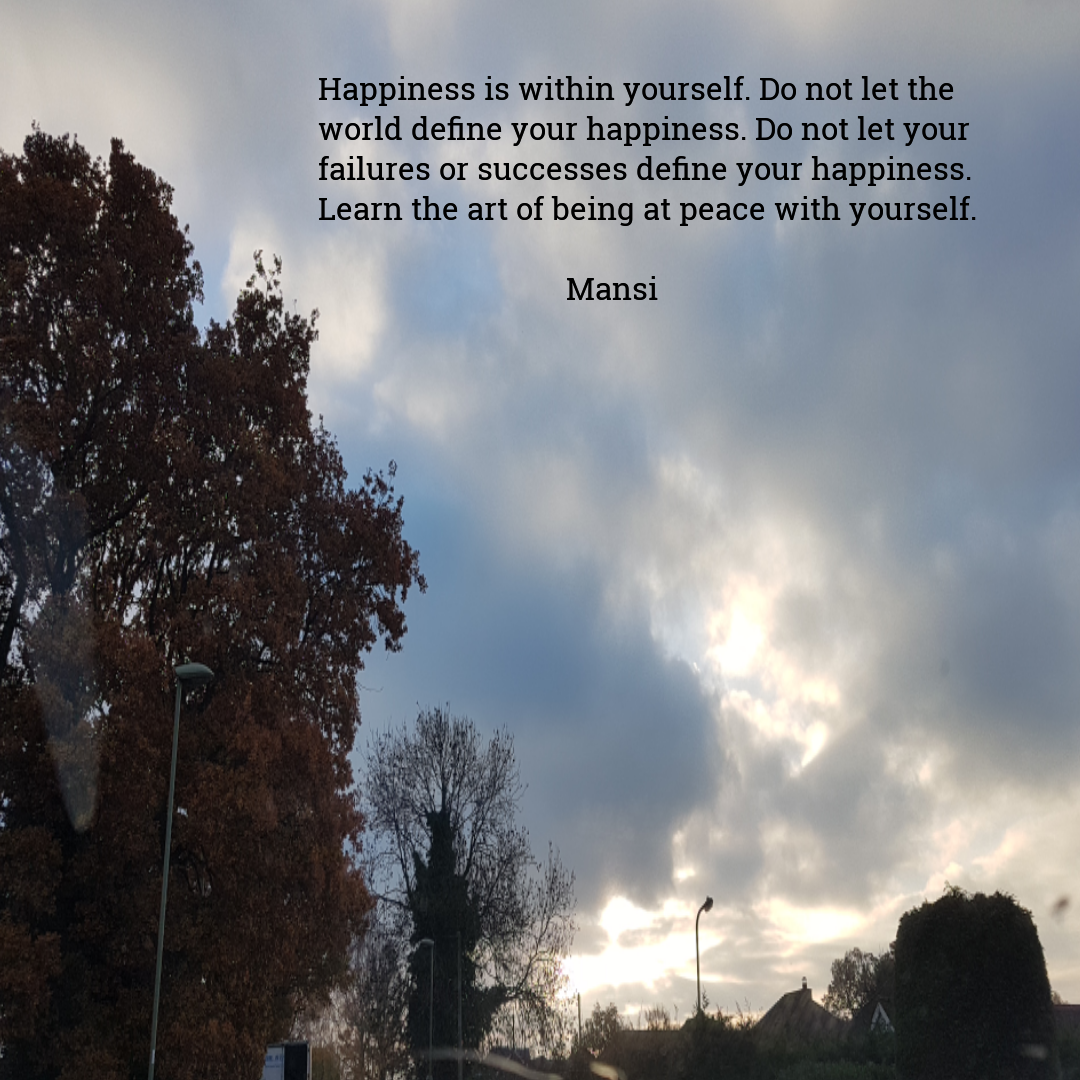 Happiness is within yourself. Do not let the
world define your happiness. Do not let your
failures or successes define your happiness.
Learn the art of being at peace with yourself.
Mansi